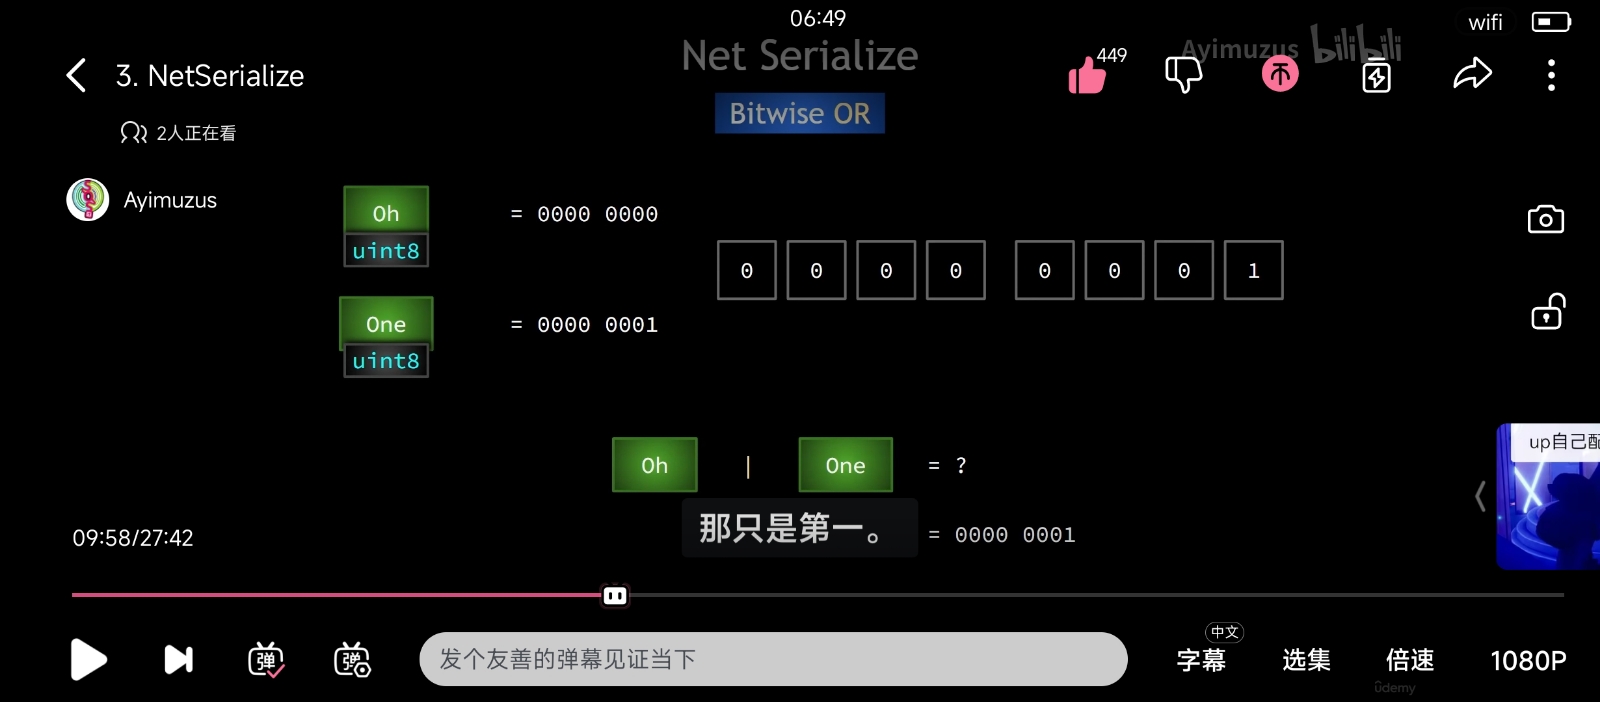 06:49
wifi
Net Serialize
Ayimuzus
bilibili
449
3. NetSerialize
Bitwise OR
2人正在看
Ayimuzus
Oh
= 0000 0000
uint8
0 0 0 0 0 0 0 1
One
= 0000 0001
uint8
Oh | One = ?
up自己配
那只是第一。
= 0000 0001
09:58/27:42
弹
弹
发个友善的弹幕见证当下
中文
字幕
选集
倍速
1080P
ûdemy